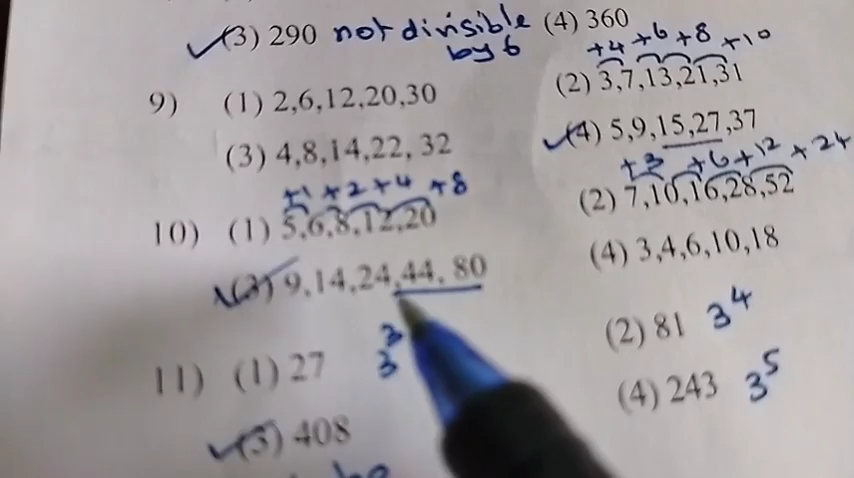 (3) 290 not divisible by 6 (4) 360
+4 +6 +8 +10
9) (1) 2,6,12,20,30 (2) 3,7,13,21,31
(3) 4,8,14,22, 32 (4) 5,9,15,27,37
+1 +2 +4 +8 +3 +6 +12 +24
10) (1) 5,6,8,12,20 (2) 7,10,16,28,52
(3) 9,14,24,44, 80 (4) 3,4,6,10,18
11) (1) 27 3³ (2) 81 3⁴
(3) 408 (4) 243 3⁵